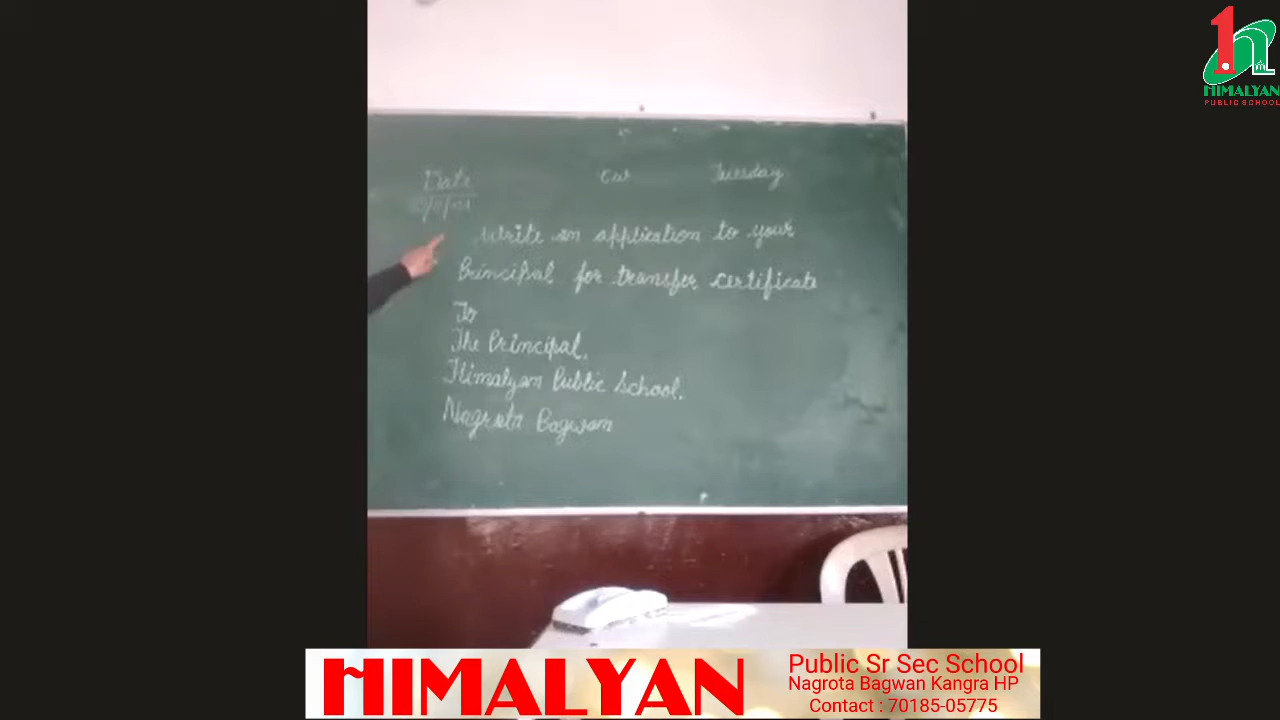 1
HIMALYAN
PUBLIC SCHOOL
Date
CW
Tuesday
Write an application to your
Principal for transfer certificate
To
The Principal,
Himalyan Public School.
Nagrota Bagwan
HIMALYAN
Public Sr Sec School
Nagrota Bagwan Kangra HP
Contact : 70185-05775